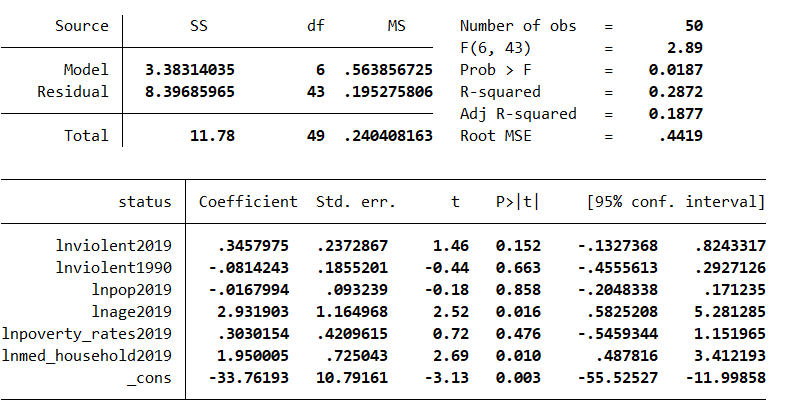 Source SS df MS Number of obs = 50
F(6, 43) = 2.89
Model 3.38314035 6 .563856725 Prob > F = 0.0187
Residual 8.39685965 43 .195275806 R-squared = 0.2872
Adj R-squared = 0.1877
Total 11.78 49 .240408163 Root MSE = .4419
status Coefficient Std. err. t P>|t| [95% conf. interval]
lnviolent2019 .3457975 .2372867 1.46 0.152 -.1327368 .8243317
lnviolent1990 -.0814243 .1855201 -0.44 0.663 -.4555613 .2927126
lnpop2019 -.0167994 .093239 -0.18 0.858 -.2048338 .171235
lnage2019 2.931903 1.164968 2.52 0.016 .5825208 5.281285
lnpoverty_rates2019 .3030154 .4209615 0.72 0.476 -.5459344 1.151965
lnmed_household2019 1.950005 .725043 2.69 0.010 .487816 3.412193
_cons -33.76193 10.79161 -3.13 0.003 -55.52527 -11.99858